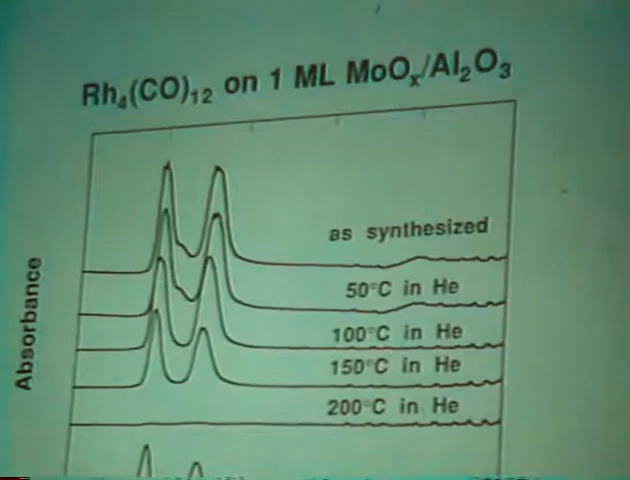 Rh₄(CO)₁₂ on 1 ML MoOₓ/Al₂O₃
Absorbance
as synthesized
50°C in He
100°C in He
150°C in He
200°C in He